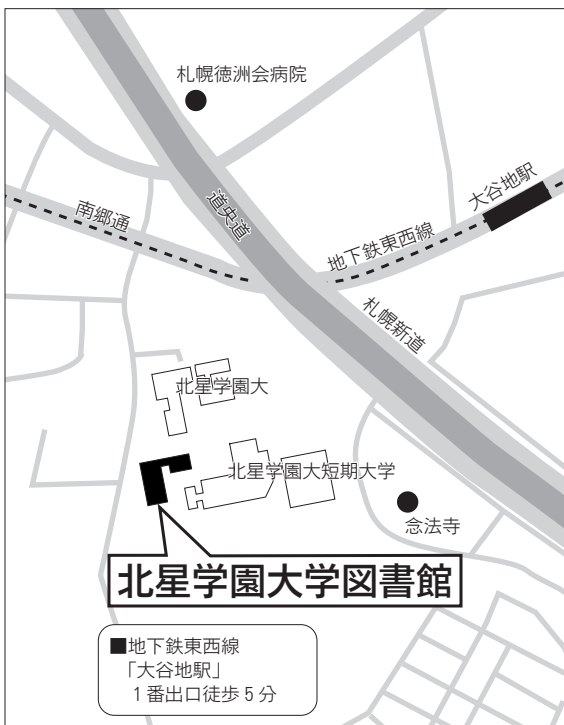 札幌徳洲会病院
大谷地駅
南郷通
道央道
地下鉄東西線
札幌新道
北星学園大
北星学園大短期大学
念法寺
北星学園大学図書館
■地下鉄東西線
「大谷地駅」
1番出口徒歩5分